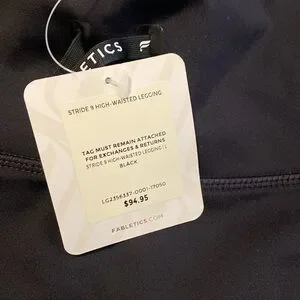 FABLETICS
STRIDE 9 HIGH-WAISTED LEGGING
TAG MUST REMAIN ATTACHED
FOR EXCHANGES & RETURNS
STRIDE 9 HIGH-WAISTED LEGGING | L
BLACK
LG2356337-0001-17050
$94.95
FABLETICS.COM